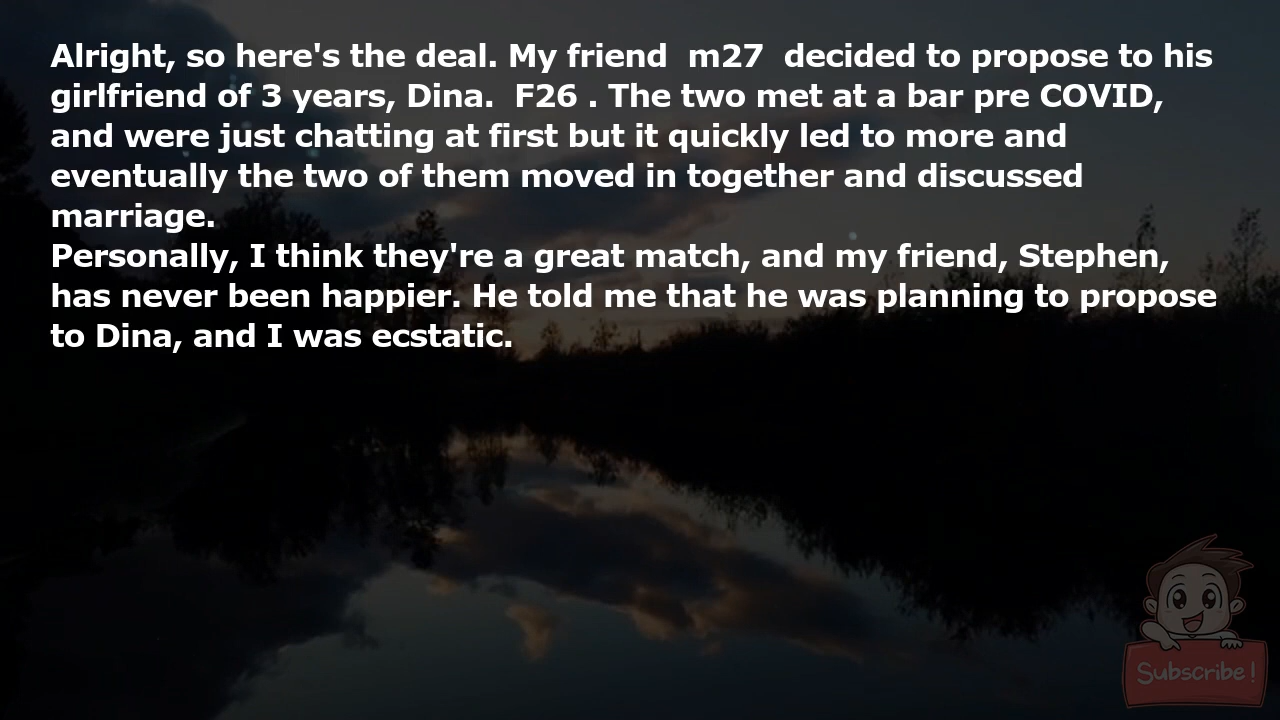 Alright, so here's the deal. My friend  m27  decided to propose to his
girlfriend of 3 years, Dina.  F26 . The two met at a bar pre COVID,
and were just chatting at first but it quickly led to more and
eventually the two of them moved in together and discussed
marriage.
Personally, I think they're a great match, and my friend, Stephen,
has never been happier. He told me that he was planning to propose
to Dina, and I was ecstatic.
Subscribe!